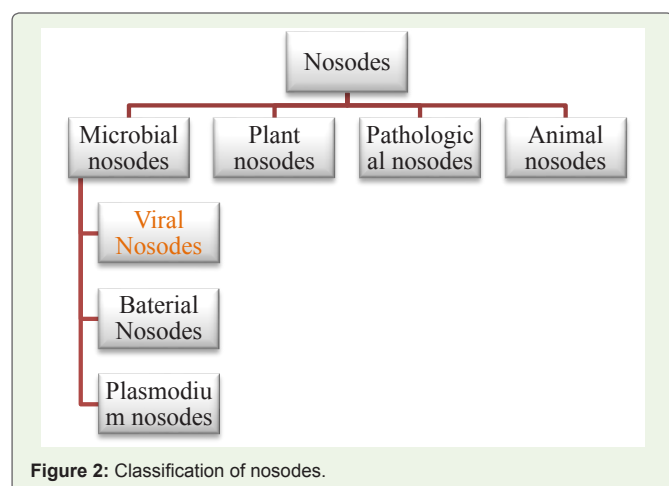 Nosodes
Microbial
nosodes
Plant
nosodes
Pathologic
al nosodes
Animal
nosodes
Viral
Nosodes
Baterial
Nosodes
Plasmodiu
m nosodes
Figure 2: Classification of nosodes.